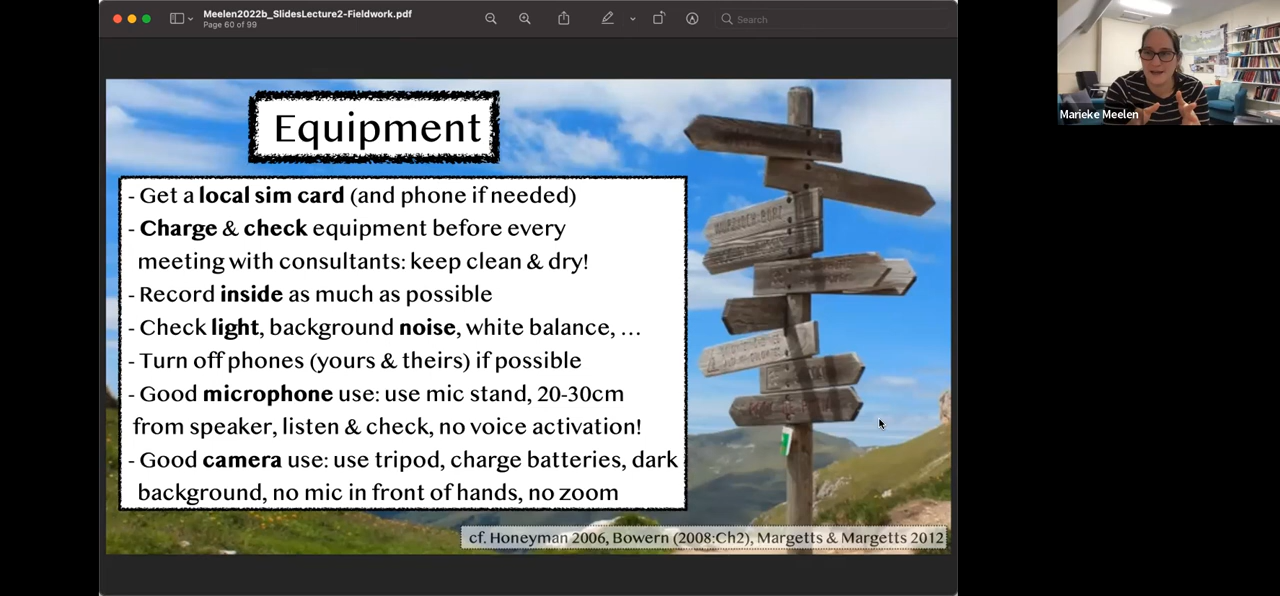 Meelen2022b_SlidesLecture2-Fieldwork.pdf
Page 60 of 99
Search
Marieke Meelen
Equipment
- Get a local sim card (and phone if needed)
- Charge & check equipment before every
meeting with consultants: keep clean & dry!
- Record inside as much as possible
- Check light, background noise, white balance, …
- Turn off phones (yours & theirs) if possible
- Good microphone use: use mic stand, 20-30cm
from speaker, listen & check, no voice activation!
- Good camera use: use tripod, charge batteries, dark
background, no mic in front of hands, no zoom
cf. Honeyman 2006, Bowern (2008:Ch2), Margetts & Margetts 2012